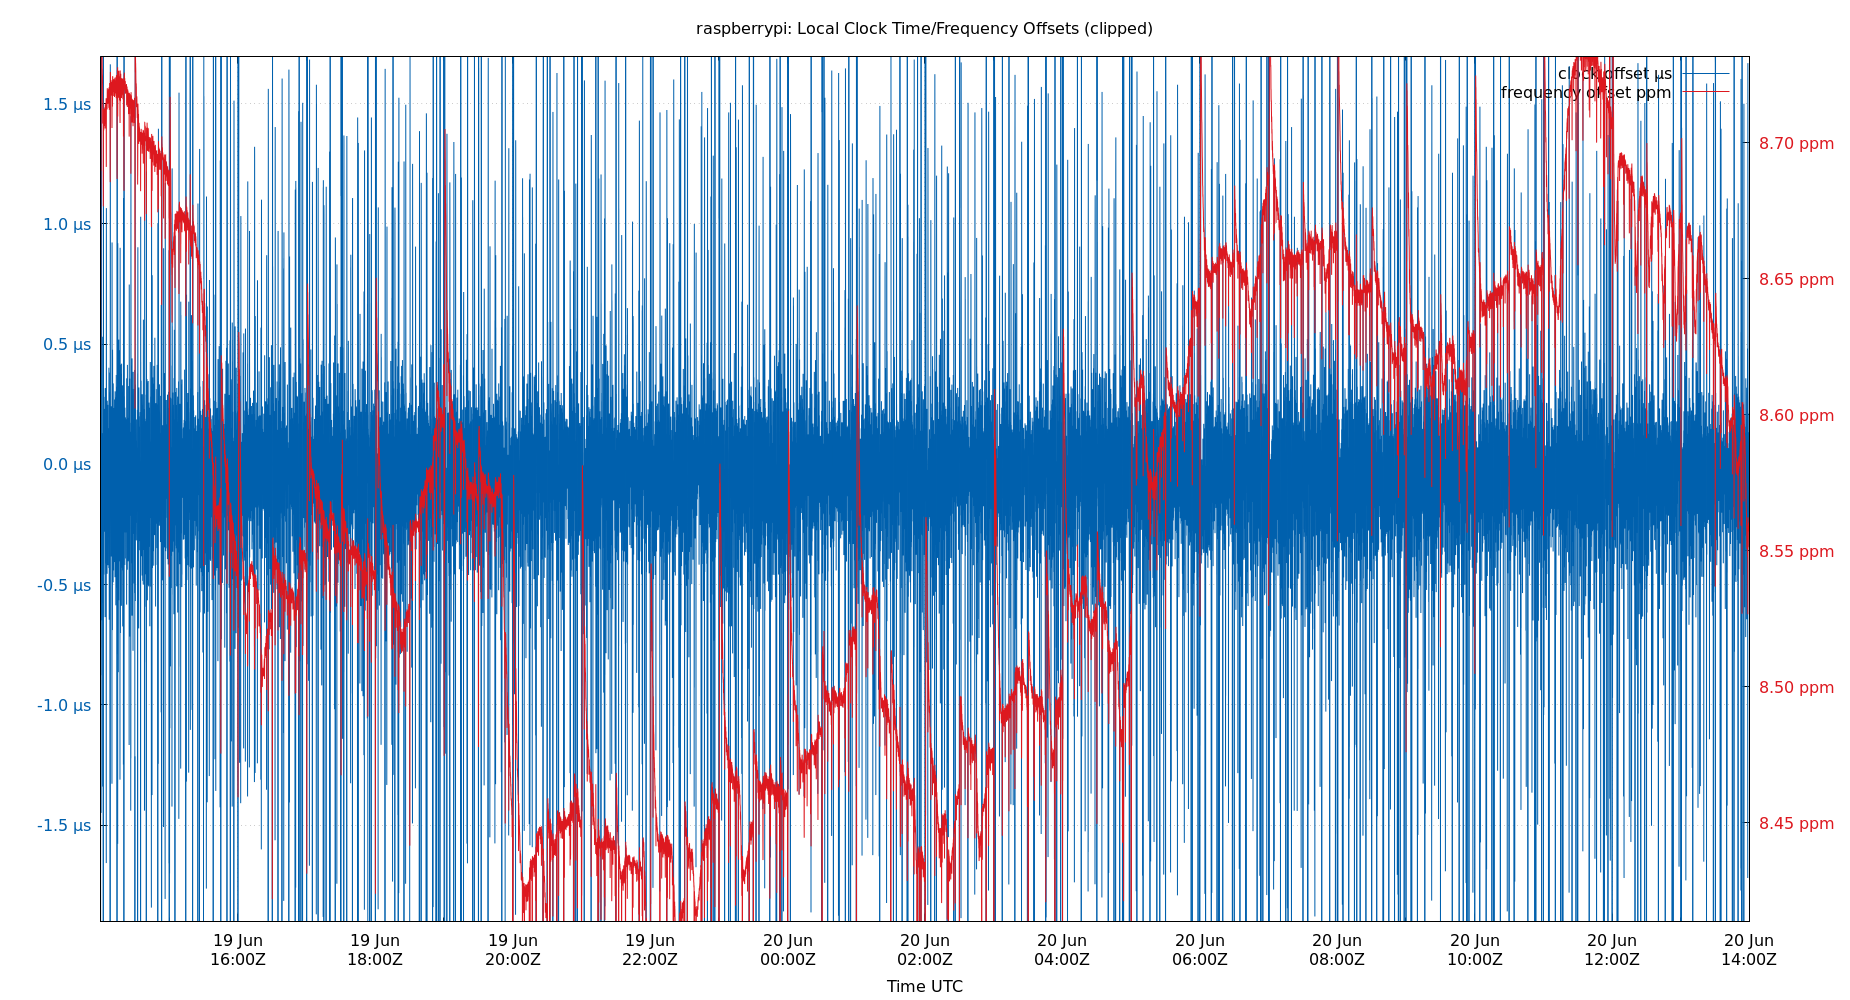 raspberrypi: Local Clock Time/Frequency Offsets (clipped)
clock offset µs
frequency offset ppm
1.5 µs
1.0 µs
0.5 µs
0.0 µs
-0.5 µs
-1.0 µs
-1.5 µs
8.70 ppm
8.65 ppm
8.60 ppm
8.55 ppm
8.50 ppm
8.45 ppm
19 Jun 19 Jun 19 Jun 19 Jun 20 Jun 20 Jun 20 Jun 20 Jun 20 Jun 20 Jun 20 Jun 20 Jun
16:00Z 18:00Z 20:00Z 22:00Z 00:00Z 02:00Z 04:00Z 06:00Z 08:00Z 10:00Z 12:00Z 14:00Z
Time UTC